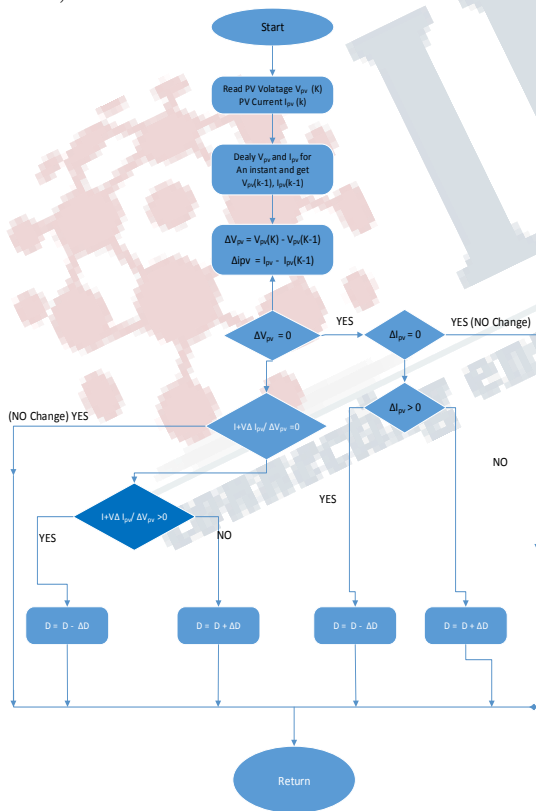 Start
Read PV Volatage Vpv (K)
PV Current Ipv (k)
Dealy Vpv and Ipv for
An instant and get
Vpv(k-1), Ipv(k-1)
ΔVpv = Vpv(K) - Vpv(K-1)
Δipv = Ipv - Ipv(K-1)
ΔVpv = 0
YES
ΔIpv = 0
YES (NO Change)
(NO Change) YES
I+VΔ Ipv/ ΔVpv =0
ΔIpv > 0
NO
YES
I+VΔ Ipv/ ΔVpv >0
YES
NO
D = D - ΔD
D = D + ΔD
D = D - ΔD
D = D + ΔD
Return